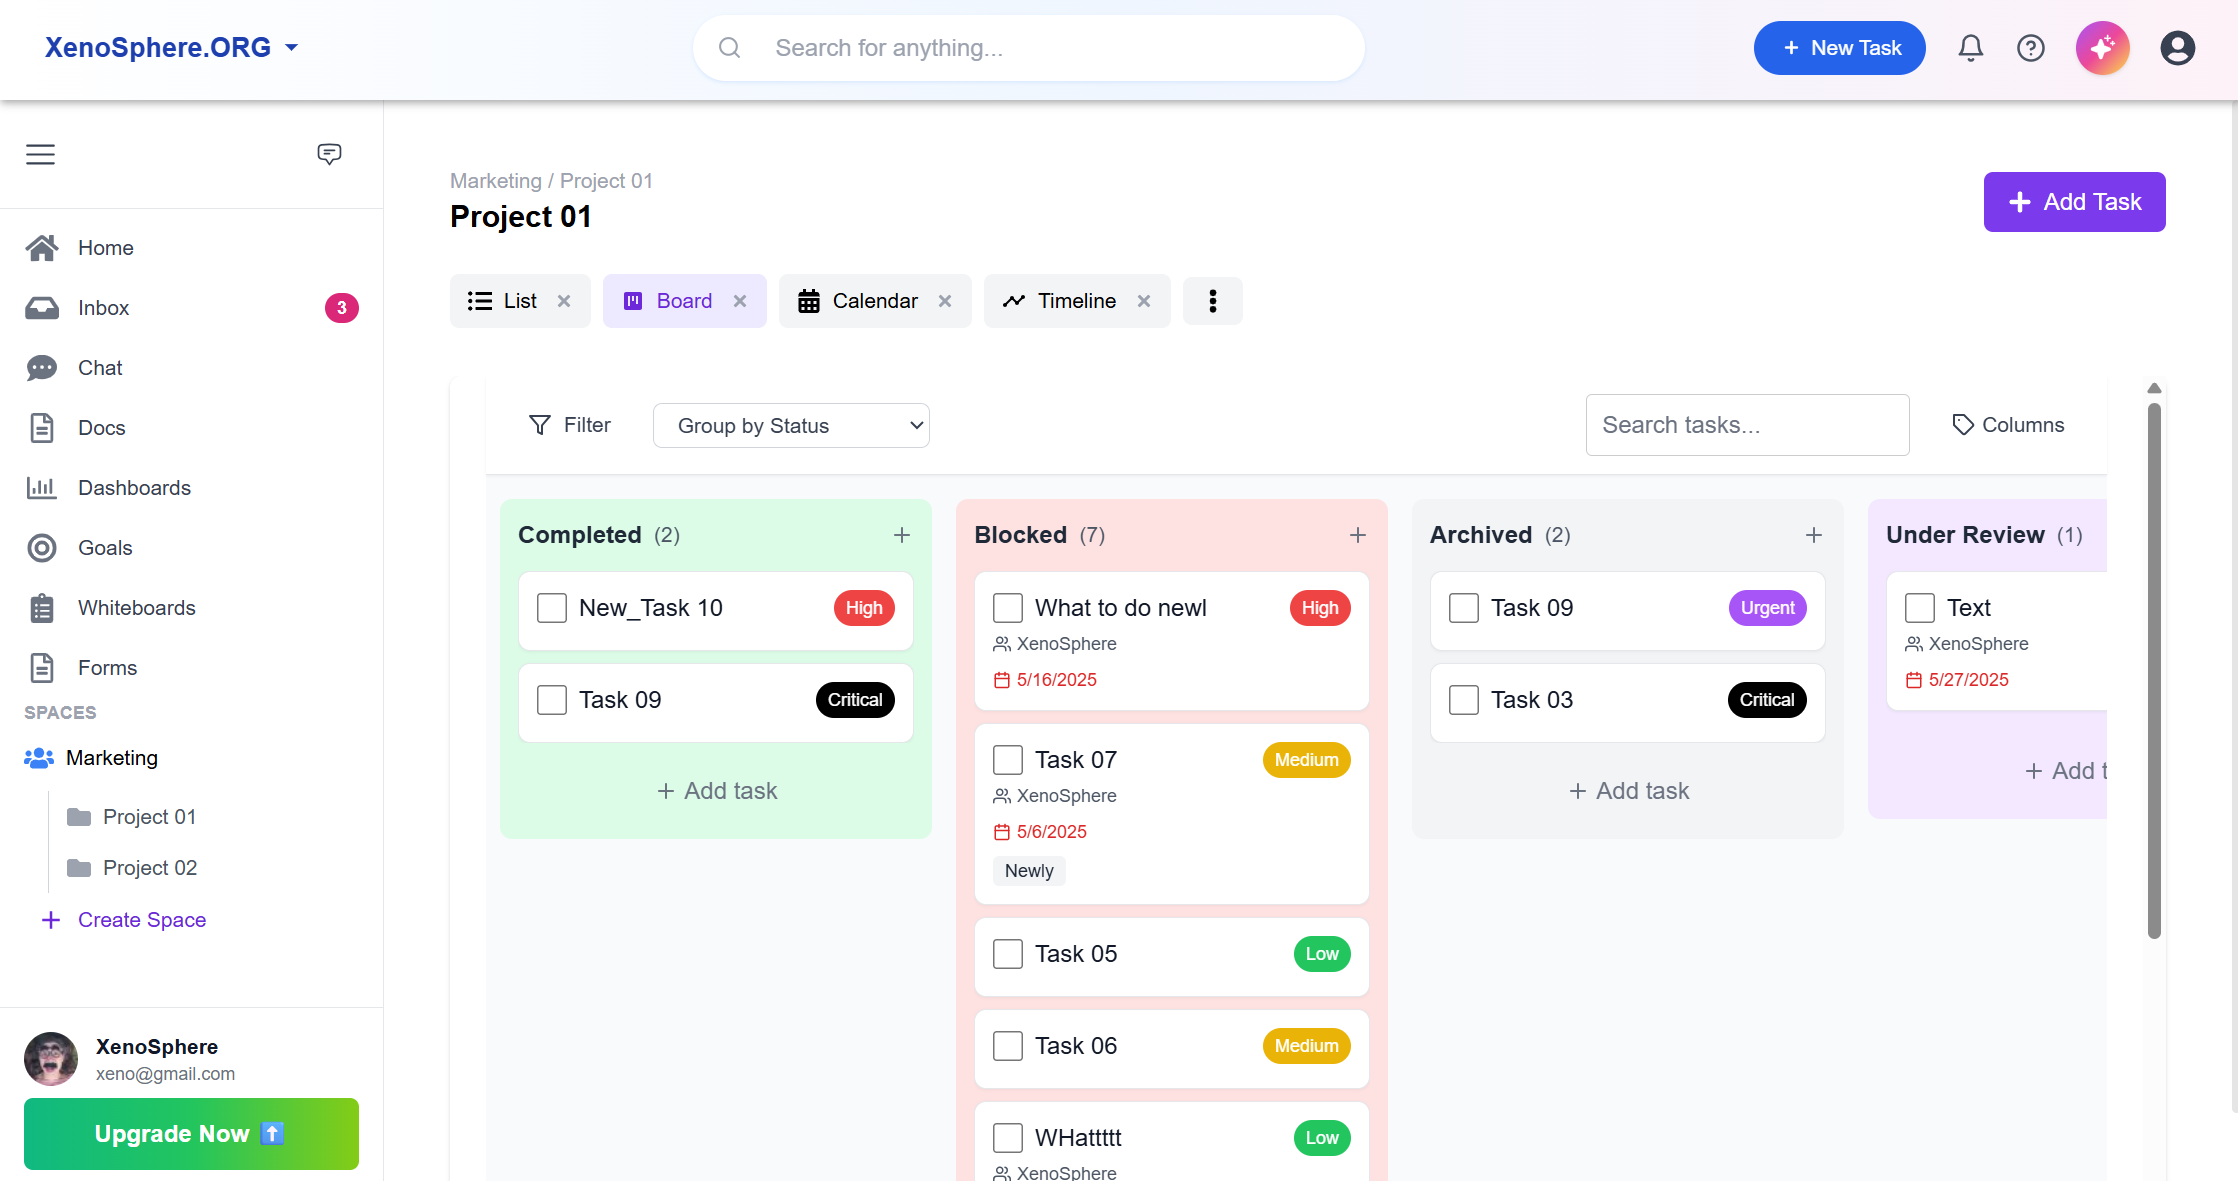 XenoSphere.ORG
Search for anything...
+ New Task
Marketing / Project 01
Project 01
+ Add Task
List
Board
Calendar
Timeline
Home
Inbox 3
Chat
Docs
Dashboards
Goals
Whiteboards
Forms
SPACES
Marketing
Project 01
Project 02
+ Create Space
XenoSphere
xeno@gmail.com
Upgrade Now
Filter
Group by Status
Search tasks...
Columns
Completed (2) +
New_Task 10 High
Task 09 Critical
+ Add task
Blocked (7) +
What to do newl High
XenoSphere
5/16/2025
Task 07 Medium
XenoSphere
5/6/2025
Newly
Task 05 Low
Task 06 Medium
WHattttt Low
XenoSphere
Archived (2) +
Task 09 Urgent
Task 03 Critical
+ Add task
Under Review (1)
Text
XenoSphere
5/27/2025
+ Add t